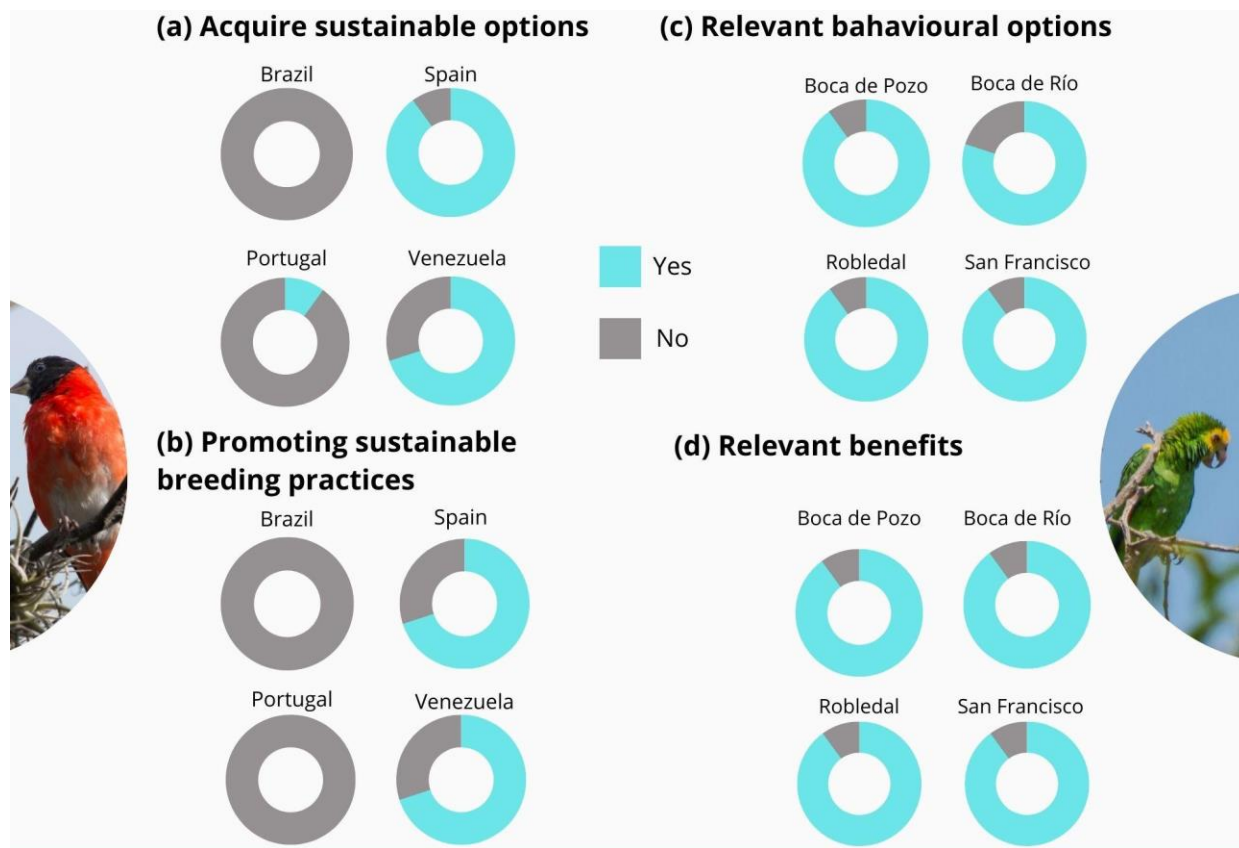 (a) Acquire sustainable options
Brazil
Spain
Portugal
Venezuela
(b) Promoting sustainable
breeding practices
Brazil
Spain
Portugal
Venezuela
Yes
No
(c) Relevant bahavioural options
Boca de Pozo
Boca de Río
Robledal
San Francisco
(d) Relevant benefits
Boca de Pozo
Boca de Río
Robledal
San Francisco